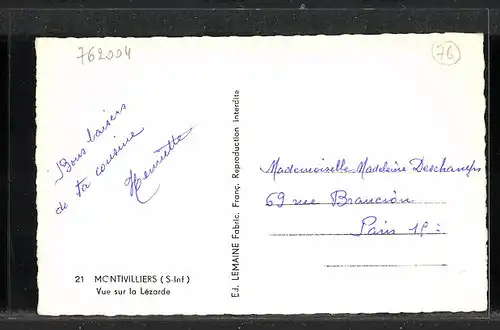 762004
76
Bons baisers
de ta cousine
Henriette
Mademoiselle Madeleine Deschamps
69 rue Brancion
Paris 15e
21 MONTIVILLIERS (S-Inf)
Vue sur la Lézarde
E.J. LEMAINE Fabric. Franç. Reproduction Interdite